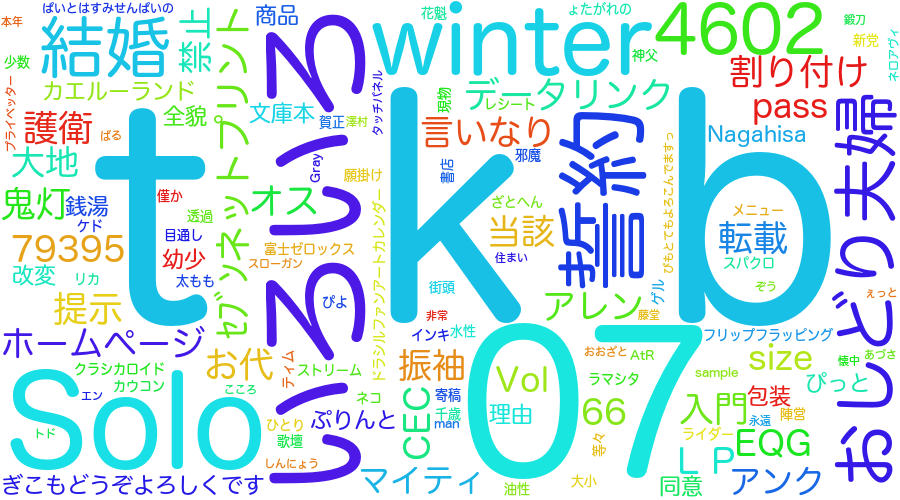 ぱいとはすみせんぱいの
本年
結婚
禁止
商品
花魁
ょたがれの
winter
神父
4602
鍛刀
新党
ネロアヴィ
少数
カエルーランド
プライベッター
全貌
セブンネットプリント
文庫本
いろいろいろ
タッチパネル
現物
データリンク
レシート
割り付け
pass
護衛
ぱる
賀正
澤村
言いなり
Nagahisa
おしどり夫婦
大地
Gray
願掛け
書店
邪魔
誓約
びもとてもよろこんでますっ
鬼灯
銭湯
僅か
オス
ざとへん
メニュー
ケド
透過
t
k
b
当該
転載
79395
目通し
幼少
富士ゼロックス
ドラシルファンアートカレンダー
住まい
スパクロ
改変
リカ
太もも
スローガン
街頭
ゲル
ぞう
提示
ぴよ
非常
アレン
藤堂
えっと
ホームページ
ティム
インキ
水性
07
フリップフラッピング
お代
振袖
おおざと
AtR
size
懐中
あづさ
Solo
クラシカロイド
ストリーム
Vol
ラマシタ
sample
ぴっと
カウコン
エン
こころ
ネコ
CEC
寄稿
理由
66
包装
ひとり
ぷりんと
千歳
man
入門
永遠
陣営
トド
歌壇
等々
ライダー
EQG
しんにょう
マイティ
ＬＰ
おしどり夫婦
ぎこもどうぞよろしくです
油性
大小
同意
アンク